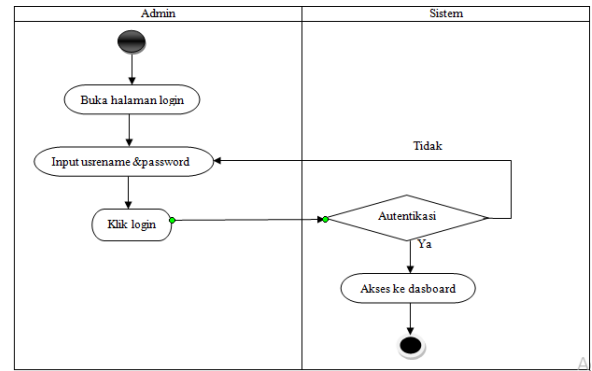 Admin
Sistem
Buka halaman login
Tidak
Input usrename &password
Autentikasi
Klik login
Ya
Akses ke dasboard
A